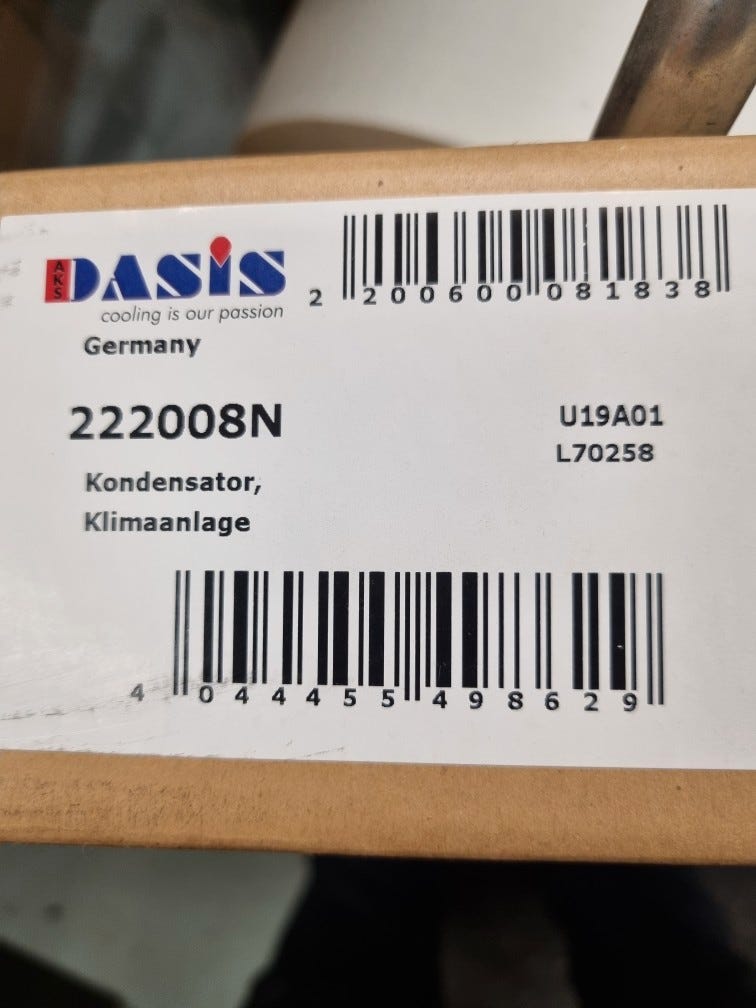 AKS DASIS
cooling is our passion
Germany
2 200600 081838
222008N
U19A01
L70258
Kondensator,
Klimaanlage
4 044455 498629